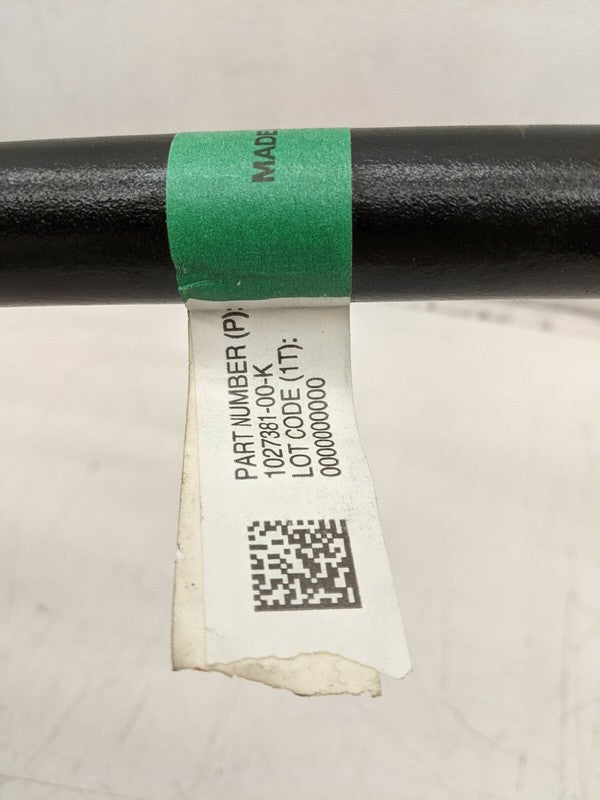 MADE
PART NUMBER (P):
1027381-00-K
LOT CODE (1T):
0000000000